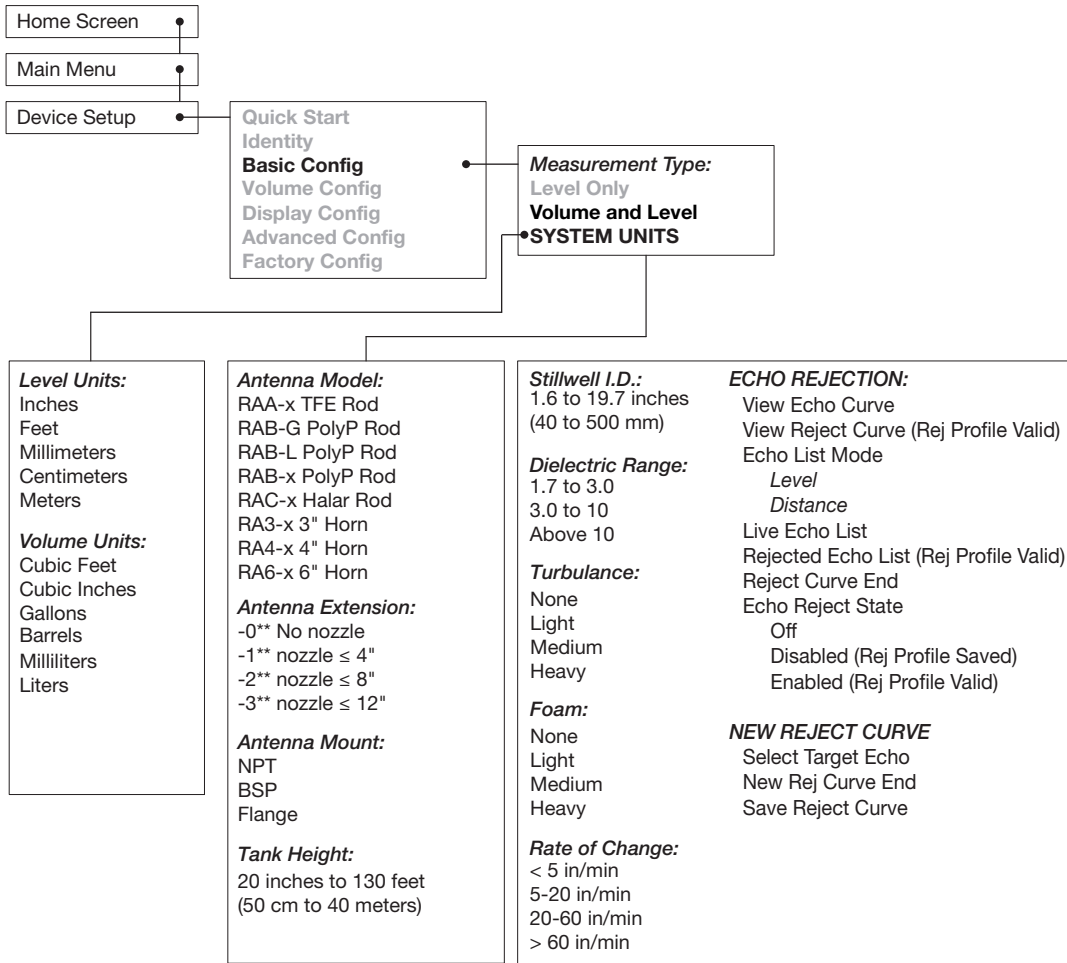 Home Screen
Main Menu
Device Setup
Quick Start
Identity
Basic Config
Volume Config
Display Config
Advanced Config
Factory Config
Measurement Type:
Level Only
Volume and Level
SYSTEM UNITS
Level Units:
Inches
Feet
Millimeters
Centimeters
Meters
Volume Units:
Cubic Feet
Cubic Inches
Gallons
Barrels
Milliliters
Liters
Antenna Model:
RAA-x TFE Rod
RAB-G PolyP Rod
RAB-L PolyP Rod
RAB-x PolyP Rod
RAC-x Halar Rod
RA3-x 3" Horn
RA4-x 4" Horn
RA6-x 6" Horn
Antenna Extension:
-0** No nozzle
-1** nozzle ≤ 4"
-2** nozzle ≤ 8"
-3** nozzle ≤ 12"
Antenna Mount:
NPT
BSP
Flange
Tank Height:
20 inches to 130 feet
(50 cm to 40 meters)
Stillwell I.D.:
1.6 to 19.7 inches
(40 to 500 mm)
Dielectric Range:
1.7 to 3.0
3.0 to 10
Above 10
Turbulance:
None
Light
Medium
Heavy
Foam:
None
Light
Medium
Heavy
Rate of Change:
< 5 in/min
5-20 in/min
20-60 in/min
> 60 in/min
ECHO REJECTION:
View Echo Curve
View Reject Curve (Rej Profile Valid)
Echo List Mode
Level
Distance
Live Echo List
Rejected Echo List (Rej Profile Valid)
Reject Curve End
Echo Reject State
Off
Disabled (Rej Profile Saved)
Enabled (Rej Profile Valid)
NEW REJECT CURVE
Select Target Echo
New Rej Curve End
Save Reject Curve